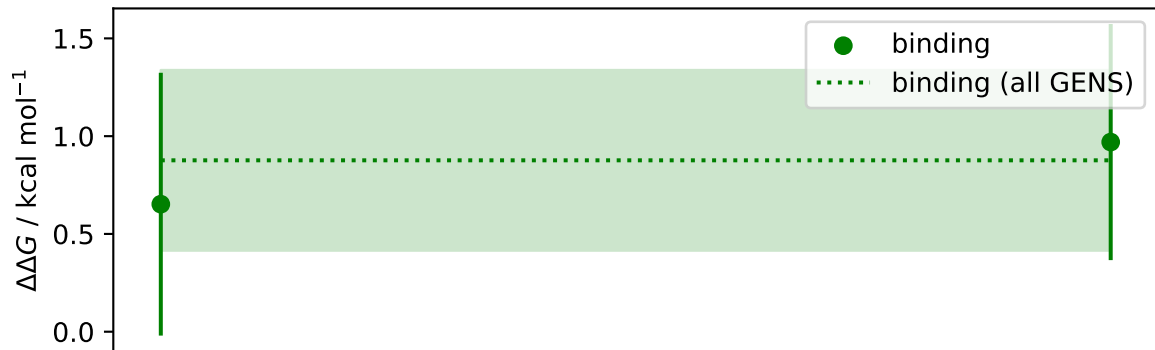 1.5
1.0
0.5
0.0
ΔΔG / kcal mol⁻¹
binding
binding (all GENS)